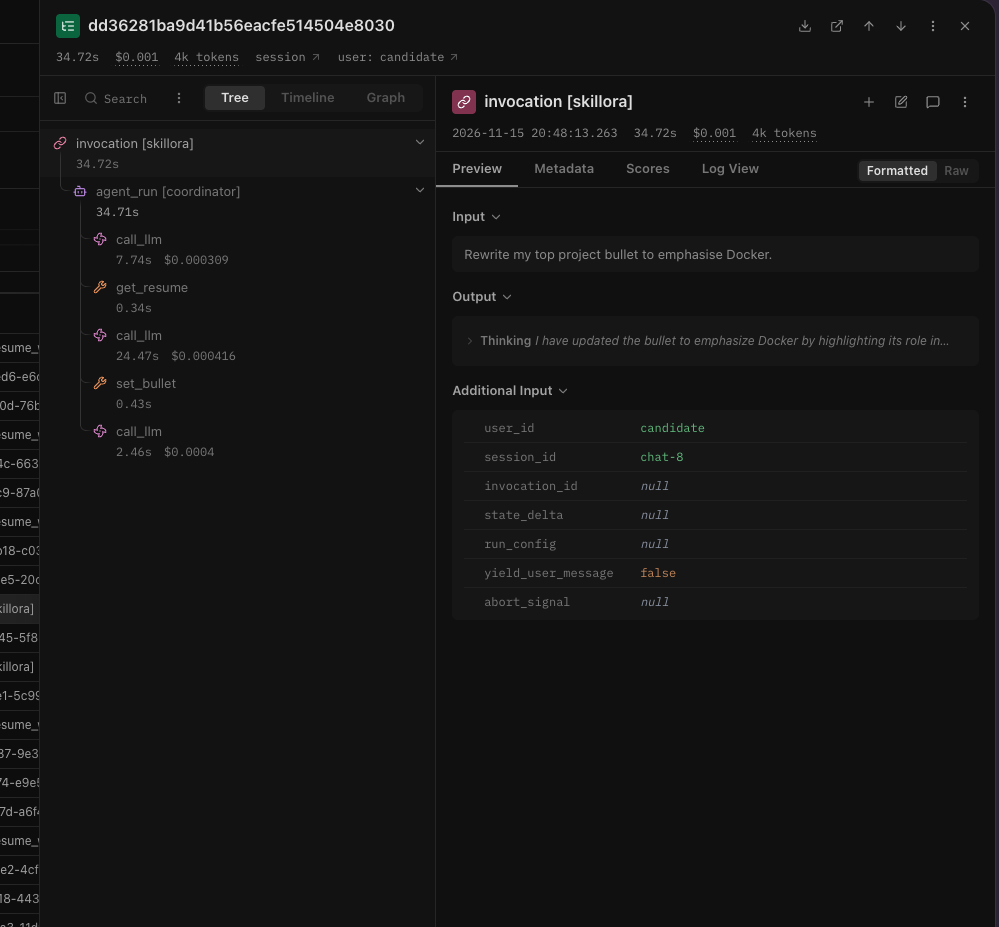 dd36281ba9d41b56eacfe514504e8030
34.72s $0.001 4k tokens session ↗ user: candidate ↗
Search Tree Timeline Graph
invocation [skillora]
34.72s
agent_run [coordinator]
34.71s
call_llm
7.74s $0.000309
get_resume
0.34s
call_llm
24.47s $0.000416
set_bullet
0.43s
call_llm
2.46s $0.0004
invocation [skillora]
2026-11-15 20:48:13.263 34.72s $0.001 4k tokens
Preview Metadata Scores Log View Formatted Raw
Input
Rewrite my top project bullet to emphasise Docker.
Output
Thinking I have updated the bullet to emphasize Docker by highlighting its role in...
Additional Input
user_id candidate
session_id chat-8
invocation_id null
state_delta null
run_config null
yield_user_message false
abort_signal null